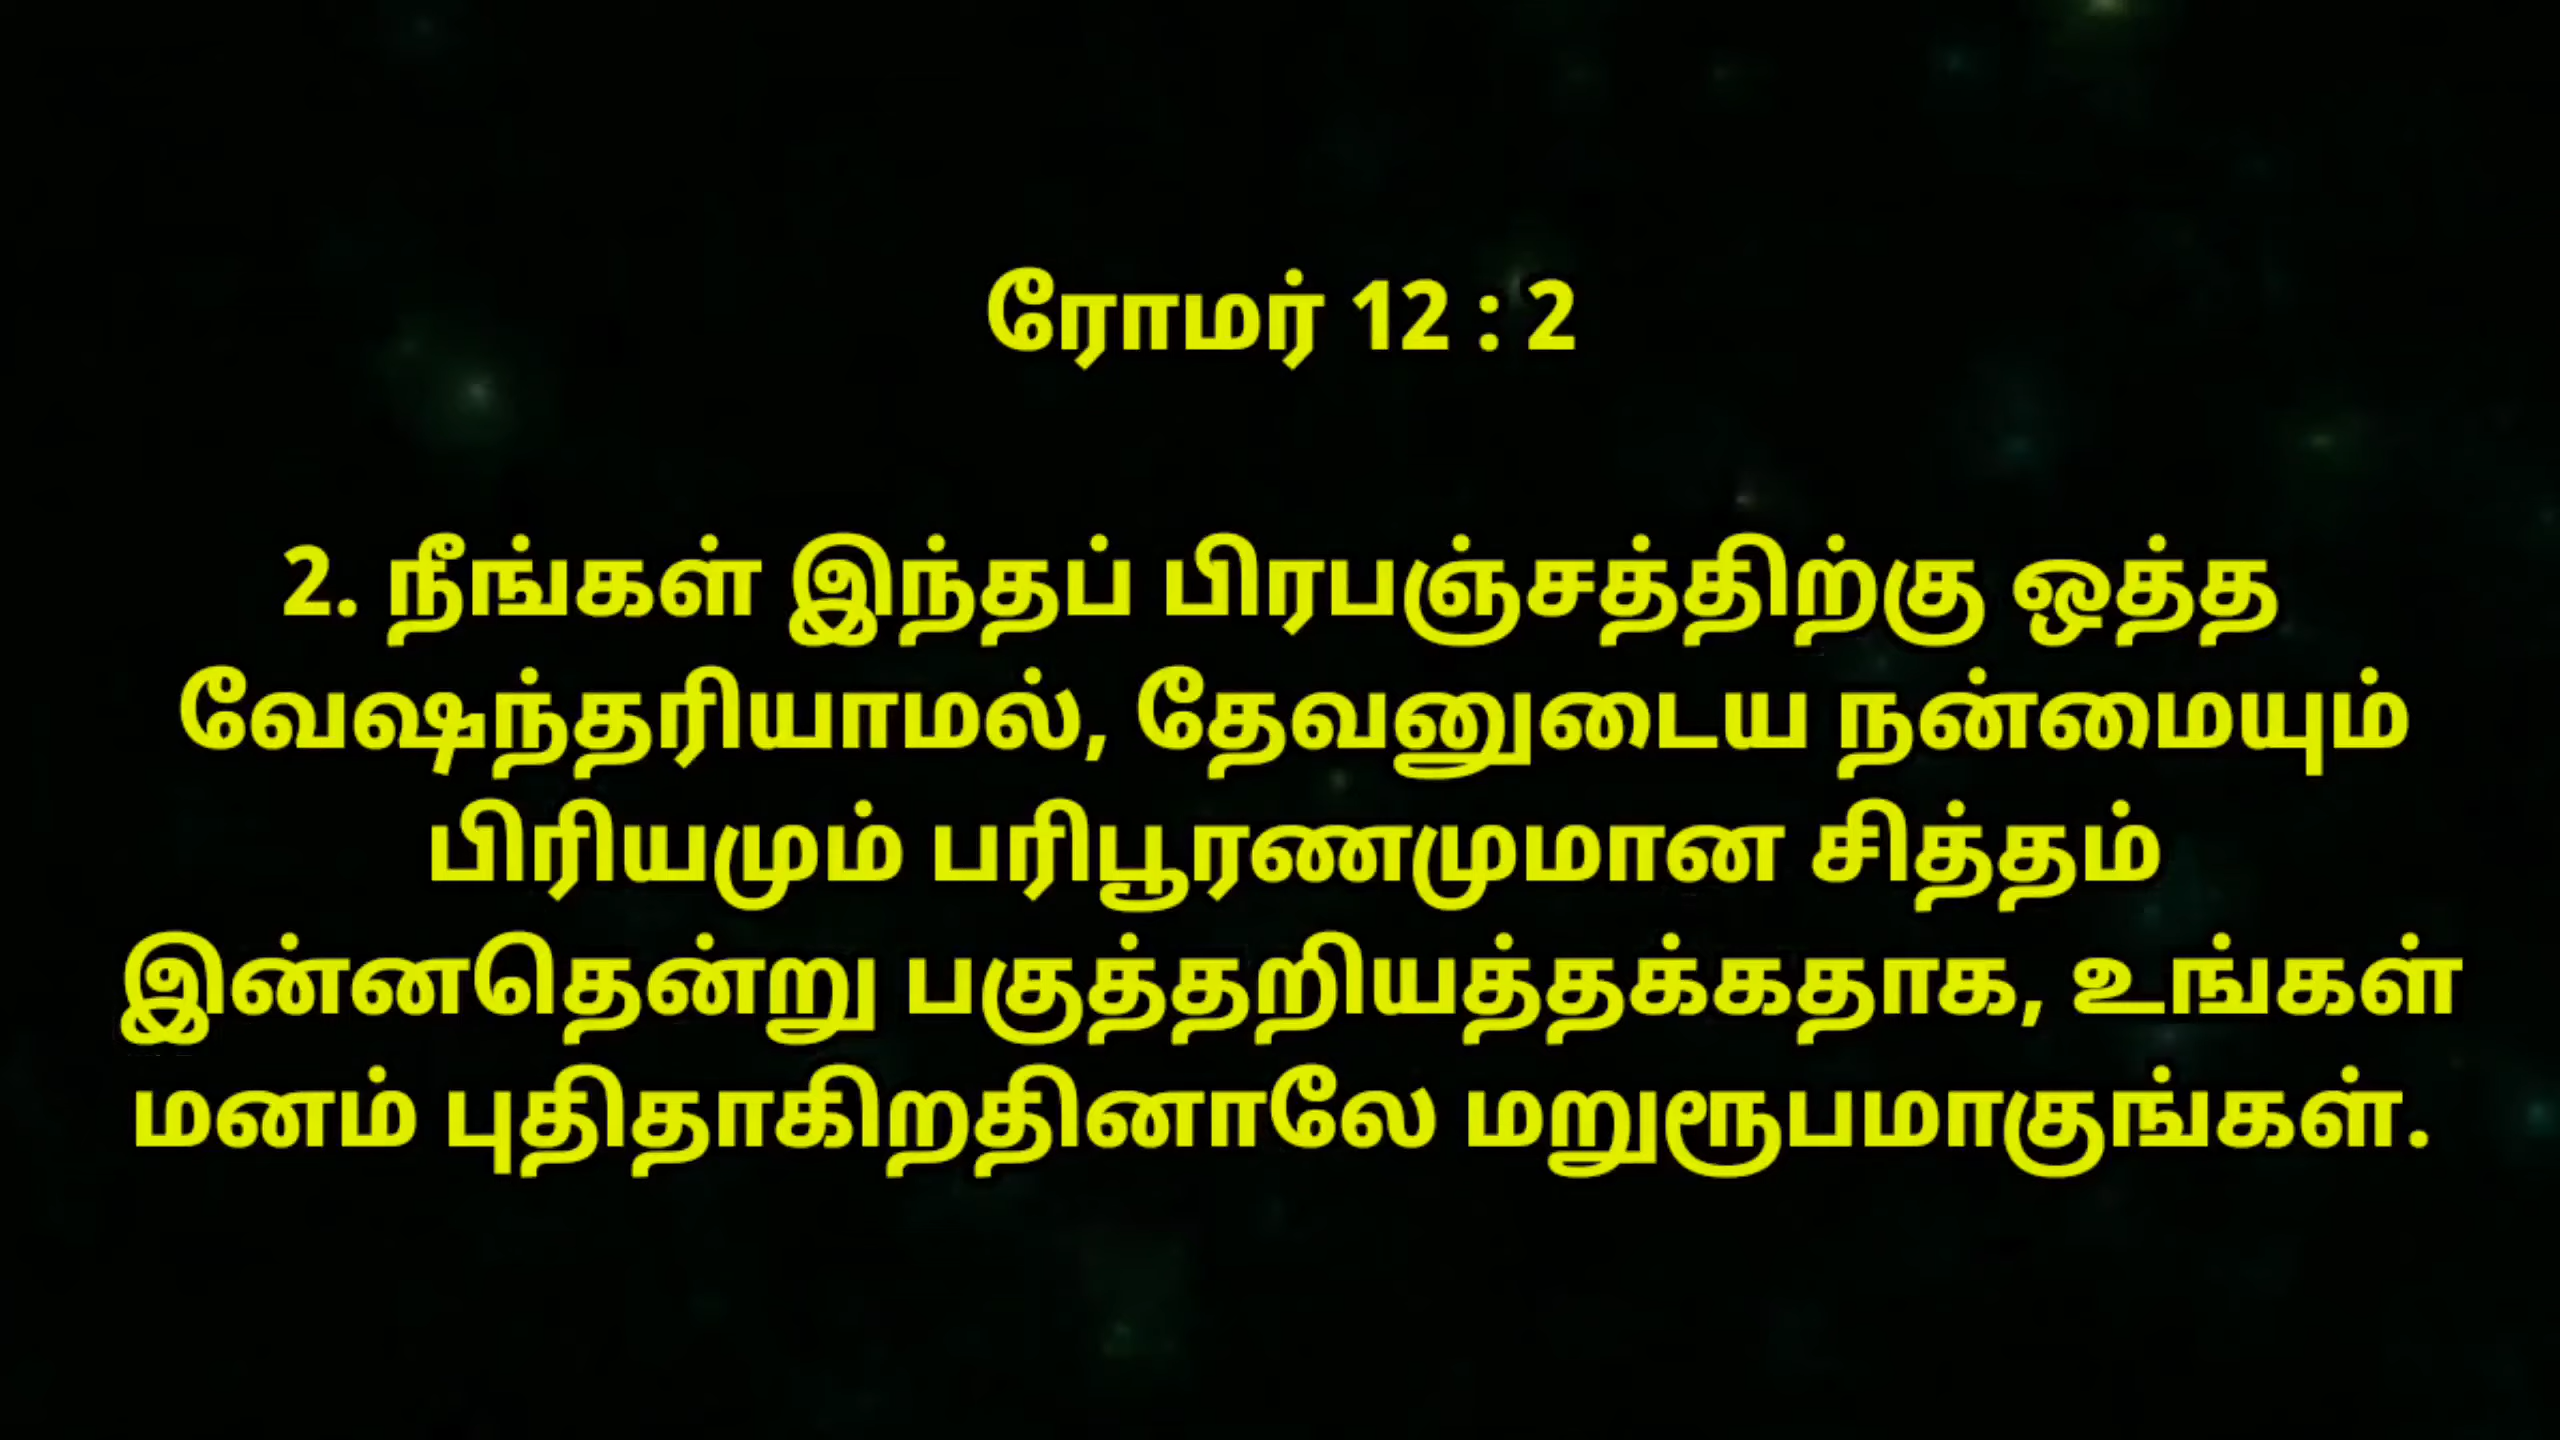 ரோமர் 12 : 2
2. நீங்கள் இந்தப் பிரபஞ்சத்திற்கு ஒத்த
வேஷந்தரியாமல், தேவனுடைய நன்மையும்
பிரியமும் பரிபூரணமுமான சித்தம்
இன்னதென்று பகுத்தறியத்தக்கதாக, உங்கள்
மனம் புதிதாகிறதினாலே மறுரூபமாகுங்கள்.